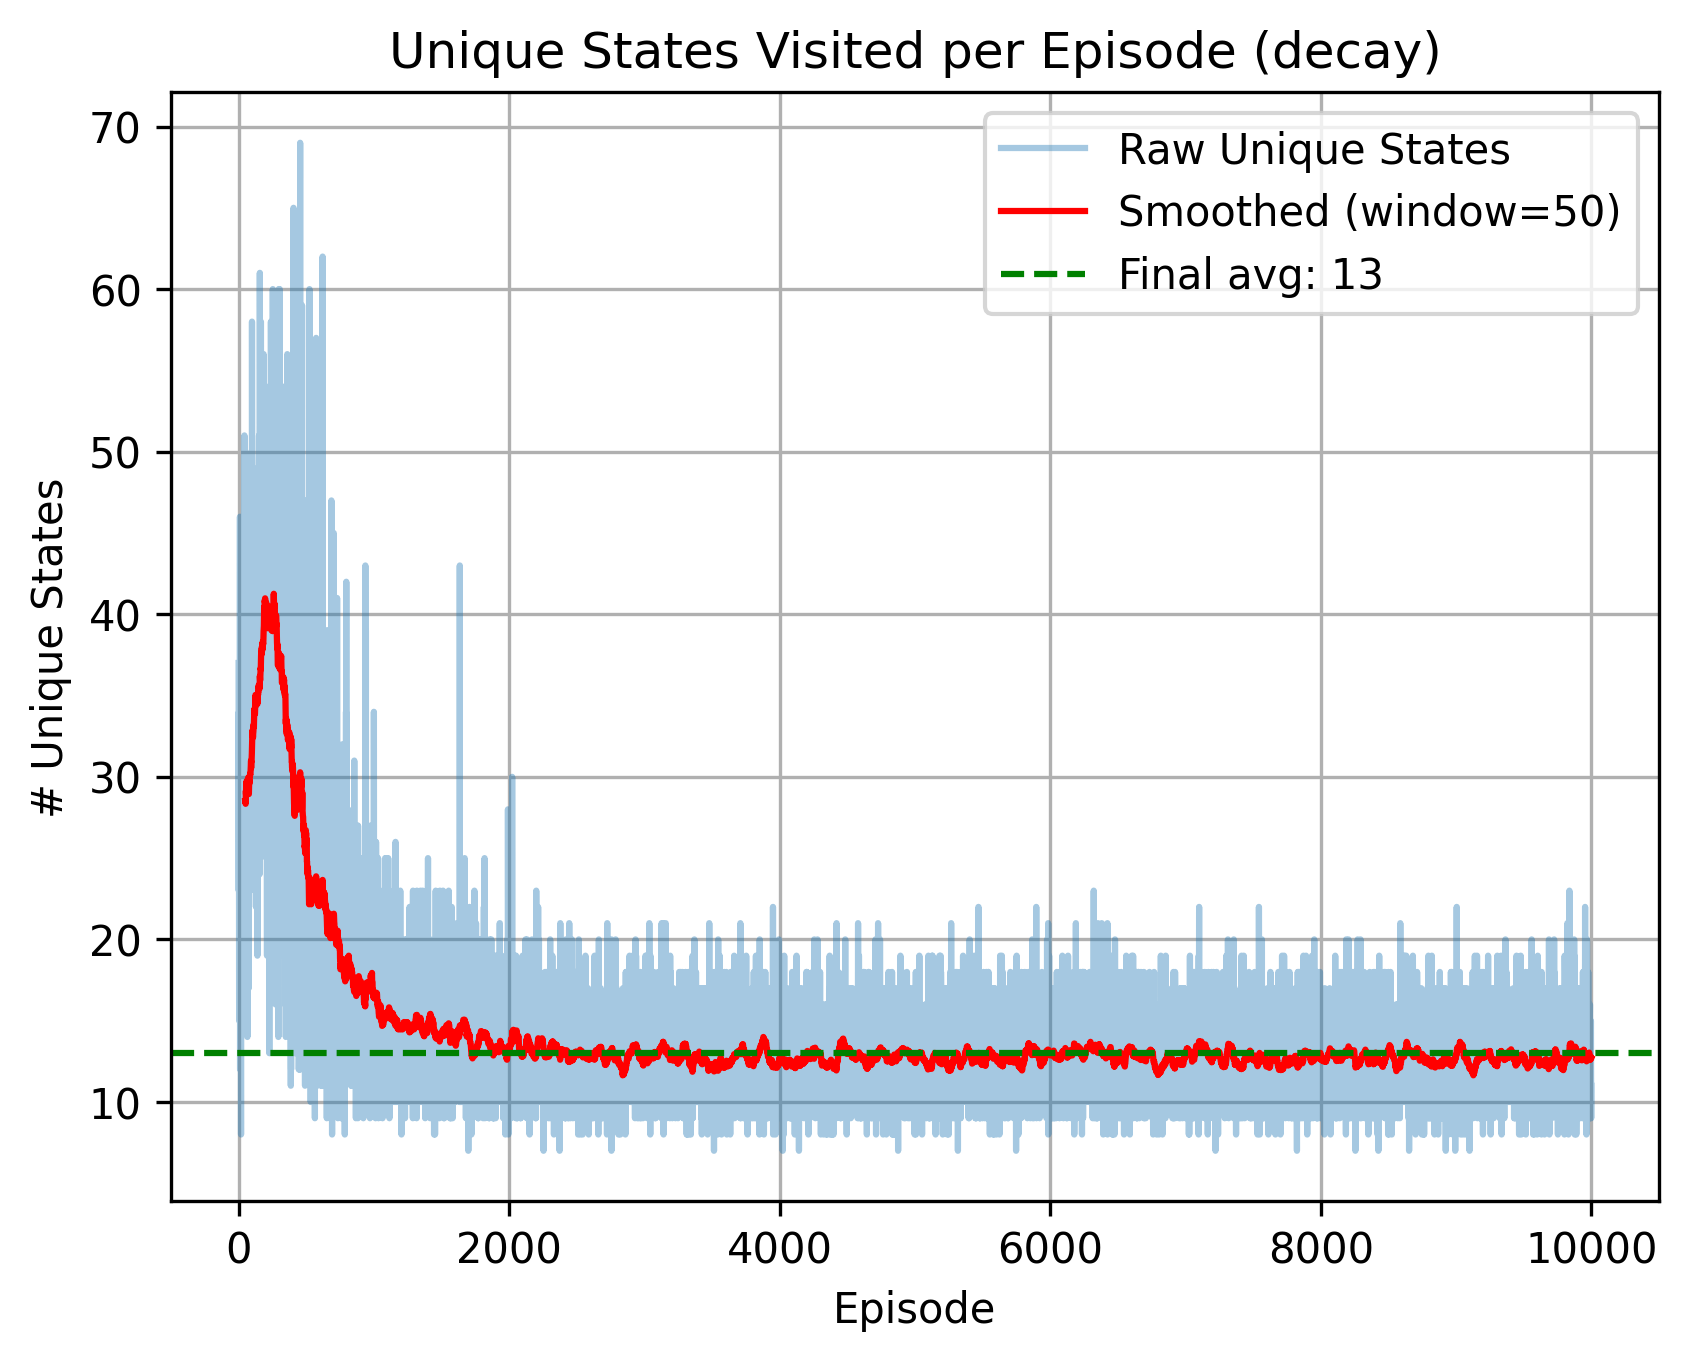 Unique States Visited per Episode (decay)
Raw Unique States
Smoothed (window=50)
Final avg: 13
# Unique States
70
60
50
40
30
20
10
0
2000
4000
6000
8000
10000
Episode